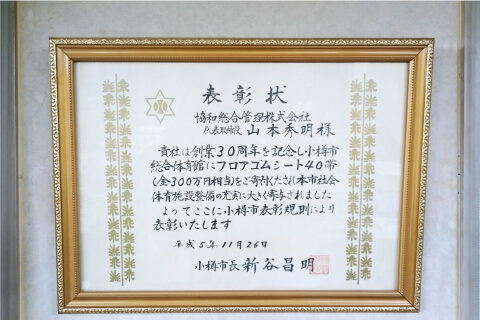 表彰状
協和総合管理株式会社
代表取締役 山本秀明様
貴社は創業30周年を記念し小樽市
総合体育館にフロアコムシート40帯
(金300万円相当)をご寄付くだされ本市社会
体育施設整備の充実に大きく寄与されました
よってここに小樽市表彰規則により
表彰いたします
平成5年11月26日
小樽市長 新谷昌明